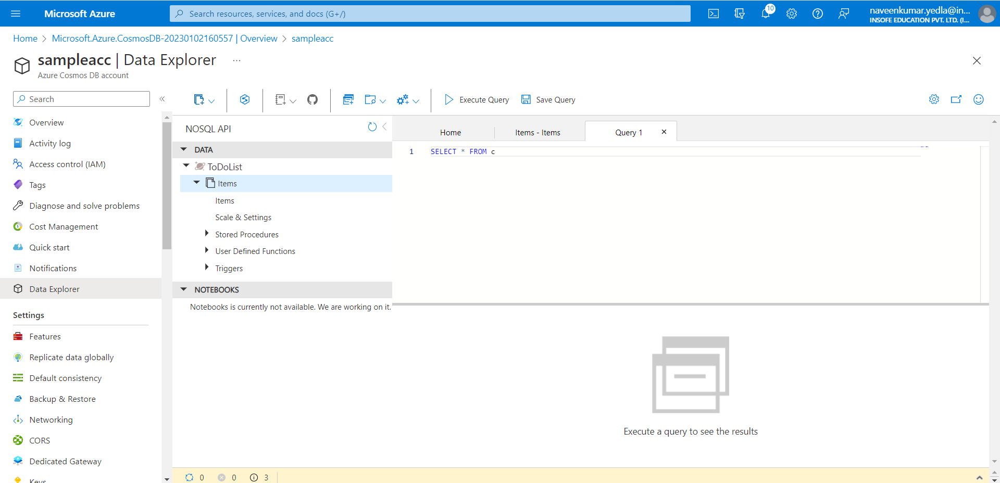 Microsoft Azure
Search resources, services, and docs (G+/)
10
naveenkumar.yedla@in...
INSOFE EDUCATION PVT. LTD. (I...
Home > Microsoft.Azure.CosmosDB-20230102160557 | Overview > sampleacc
sampleacc | Data Explorer ...
Azure Cosmos DB account
Search
«
Execute Query
Save Query
Overview
Activity log
Access control (IAM)
Tags
Diagnose and solve problems
Cost Management
Quick start
Notifications
Data Explorer
Settings
Features
Replicate data globally
Default consistency
Backup & Restore
Networking
CORS
Dedicated Gateway
Keys
NOSQL API
DATA
ToDoList
Items
Items
Scale & Settings
Stored Procedures
User Defined Functions
Triggers
NOTEBOOKS
Notebooks is currently not available. We are working on it.
Home
Items - Items
Query 1
1 SELECT * FROM c
Execute a query to see the results
0 0 3